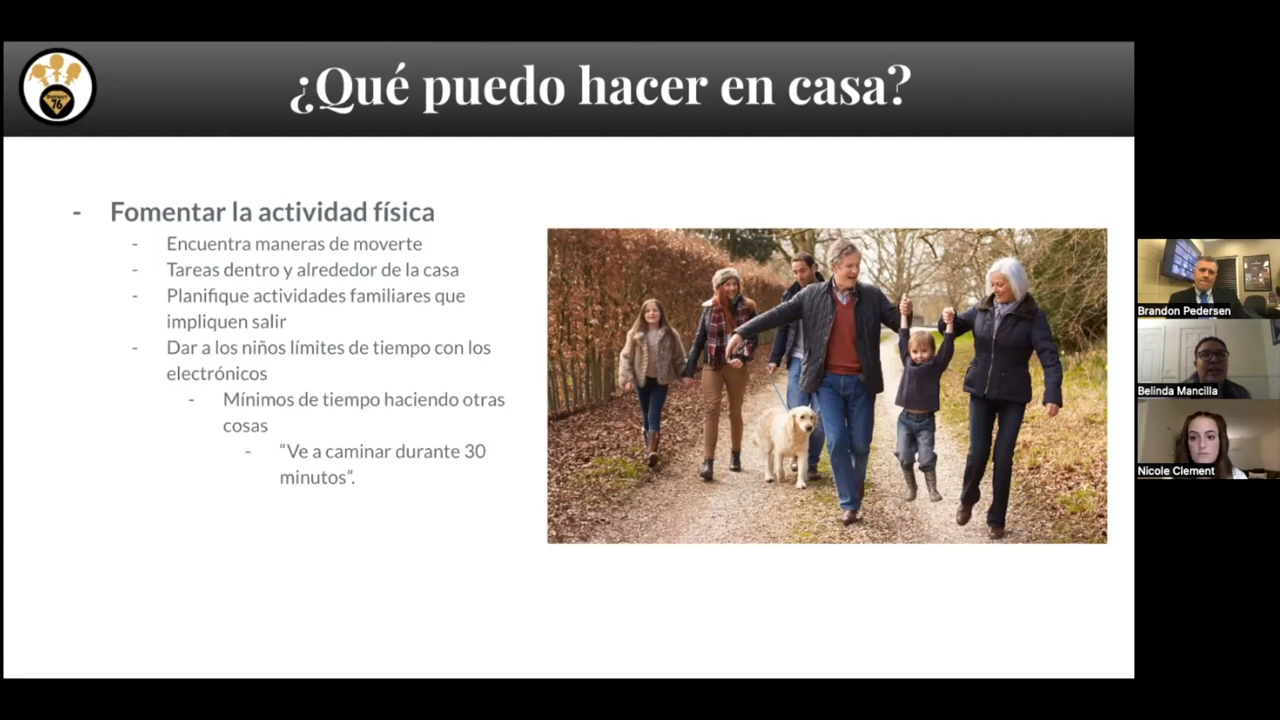 ¿Qué puedo hacer en casa?
DISTRICT
76
- Fomentar la actividad física
- Encuentra maneras de moverte
- Tareas dentro y alrededor de la casa
- Planifique actividades familiares que
impliquen salir
- Dar a los niños límites de tiempo con los
electrónicos
- Mínimos de tiempo haciendo otras
cosas
- “Ve a caminar durante 30
minutos”.
Brandon Pedersen
Belinda Mancilla
Nicole Clement